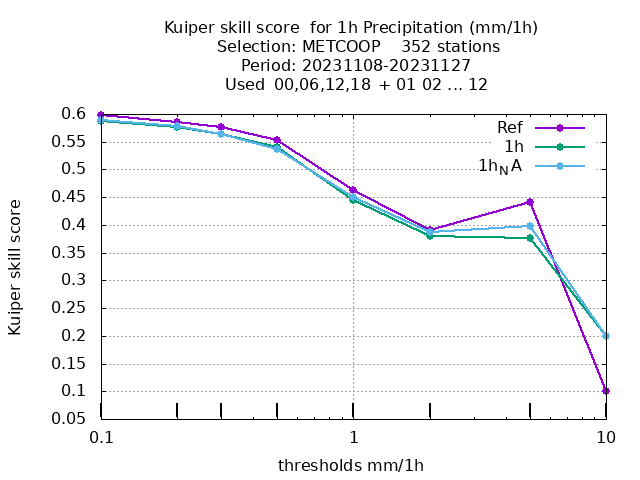 Kuiper skill score  for 1h Precipitation (mm/1h)
Selection: METCOOP    352 stations
Period: 20231108-20231127
Used  00,06,12,18  + 01 02 ... 12
Ref
1h
1h_NA
Kuiper skill score
0.6
0.55
0.5
0.45
0.4
0.35
0.3
0.25
0.2
0.15
0.1
0.05
0.1
1
10
thresholds mm/1h